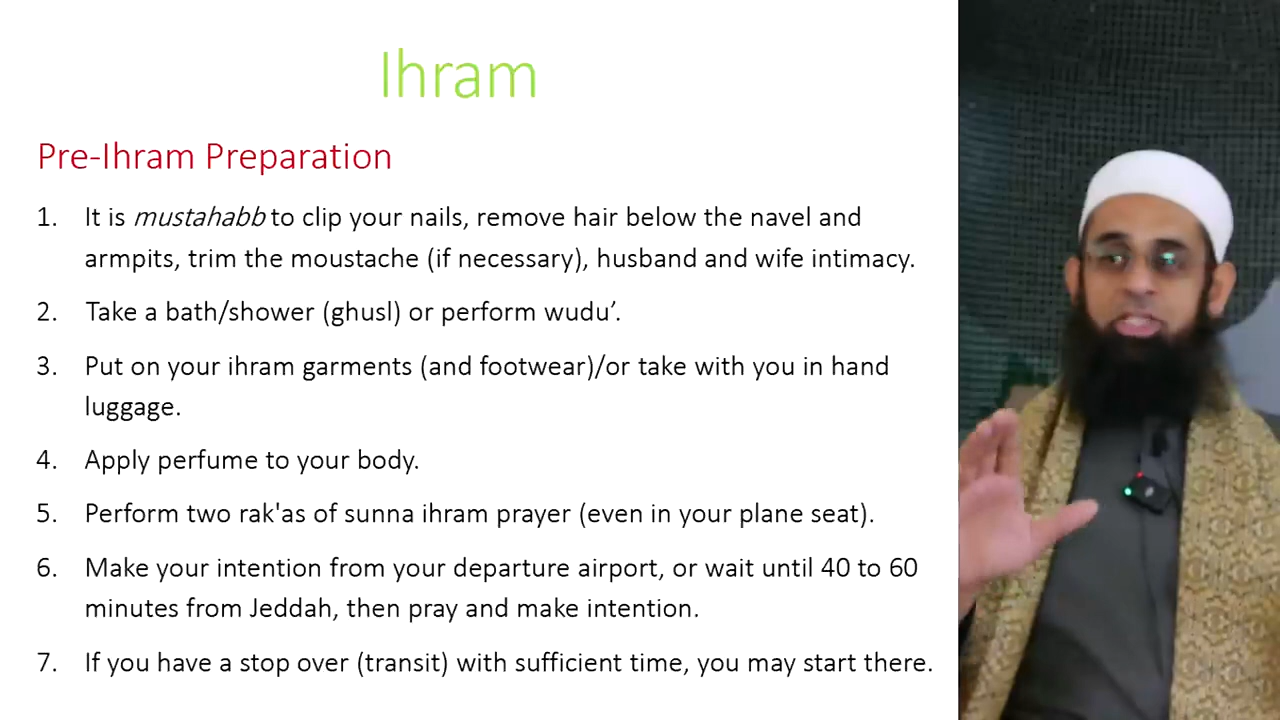 Ihram
Pre-Ihram Preparation
1. It is mustahabb to clip your nails, remove hair below the navel and
armpits, trim the moustache (if necessary), husband and wife intimacy.
2. Take a bath/shower (ghusl) or perform wudu’.
3. Put on your ihram garments (and footwear)/or take with you in hand
luggage.
4. Apply perfume to your body.
5. Perform two rak'as of sunna ihram prayer (even in your plane seat).
6. Make your intention from your departure airport, or wait until 40 to 60
minutes from Jeddah, then pray and make intention.
7. If you have a stop over (transit) with sufficient time, you may start there.